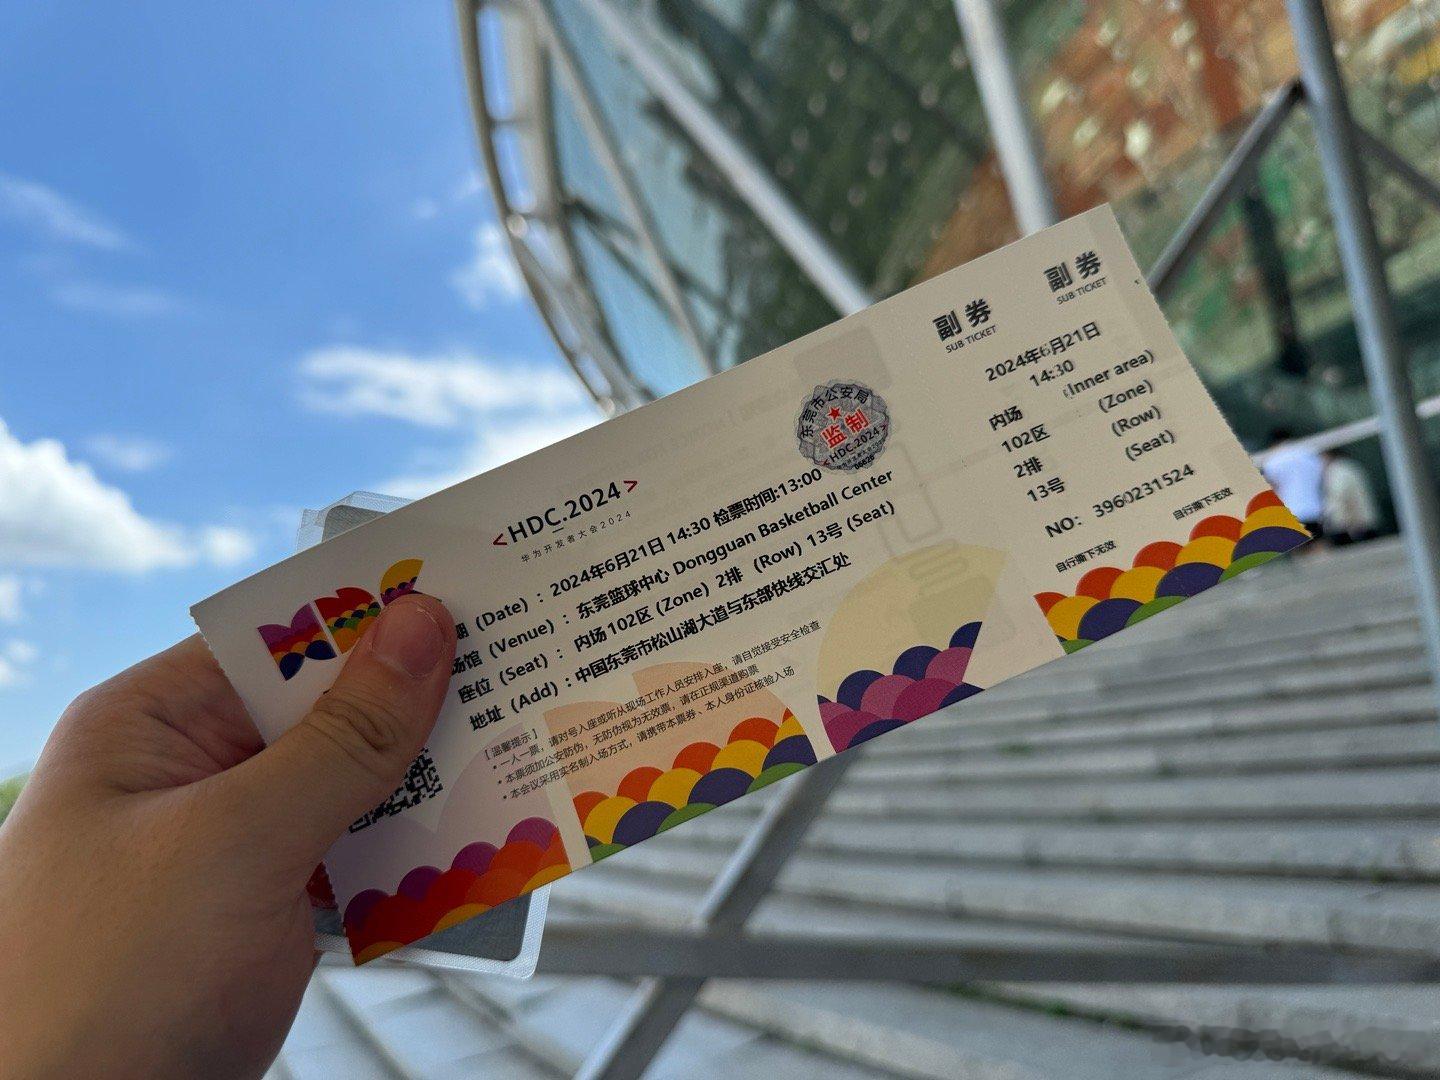 <HDC.2024>
华为开发者大会2024
期（Date）：2024年6月21日 14:30 检票时间:13:00
场馆（Venue）：东莞篮球中心 Dongguan Basketball Center
座位（Seat）：内场 102区 (Zone) 2排 (Row) 13号 (Seat)
地址（Add）：中国东莞市松山湖大道与东部快线交汇处
【温馨提示】
• 一人一票，请对号入座或听从现场工作人员安排入座，请自觉接受安全检查
• 本票须加公安防伪，无防伪视为无效票，请在正规渠道购票
• 本会议采用实名制入场方式，请携带本票券、本人身份证核验入场
东莞市公安局
监制
HDC.2024
副券
SUB TICKET
副券
SUB TICKET
2024年6月21日
14:30
内场 (Inner area)
102区 (Zone)
2排 (Row)
13号 (Seat)
NO: 3960231524
自行撕下无效
自行撕下无效